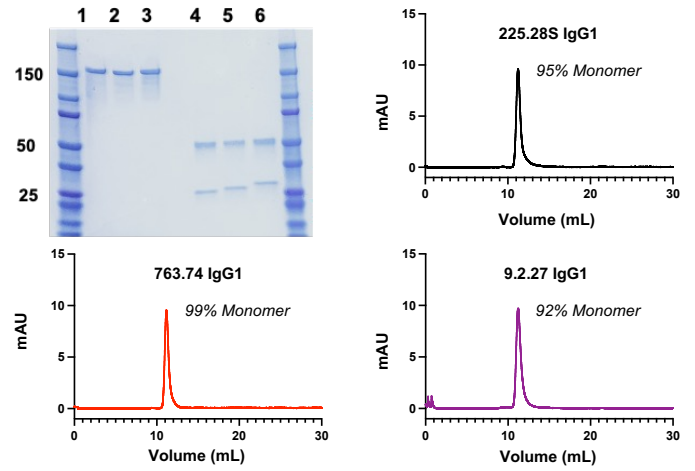 1 2 3 4 5 6
150
50
25
225.28S IgG1
95% Monomer
mAU
15
10
5
0
0 10 20 30
Volume (mL)
763.74 IgG1
99% Monomer
mAU
15
10
5
0
0 10 20 30
Volume (mL)
9.2.27 IgG1
92% Monomer
mAU
15
10
5
0
0 10 20 30
Volume (mL)